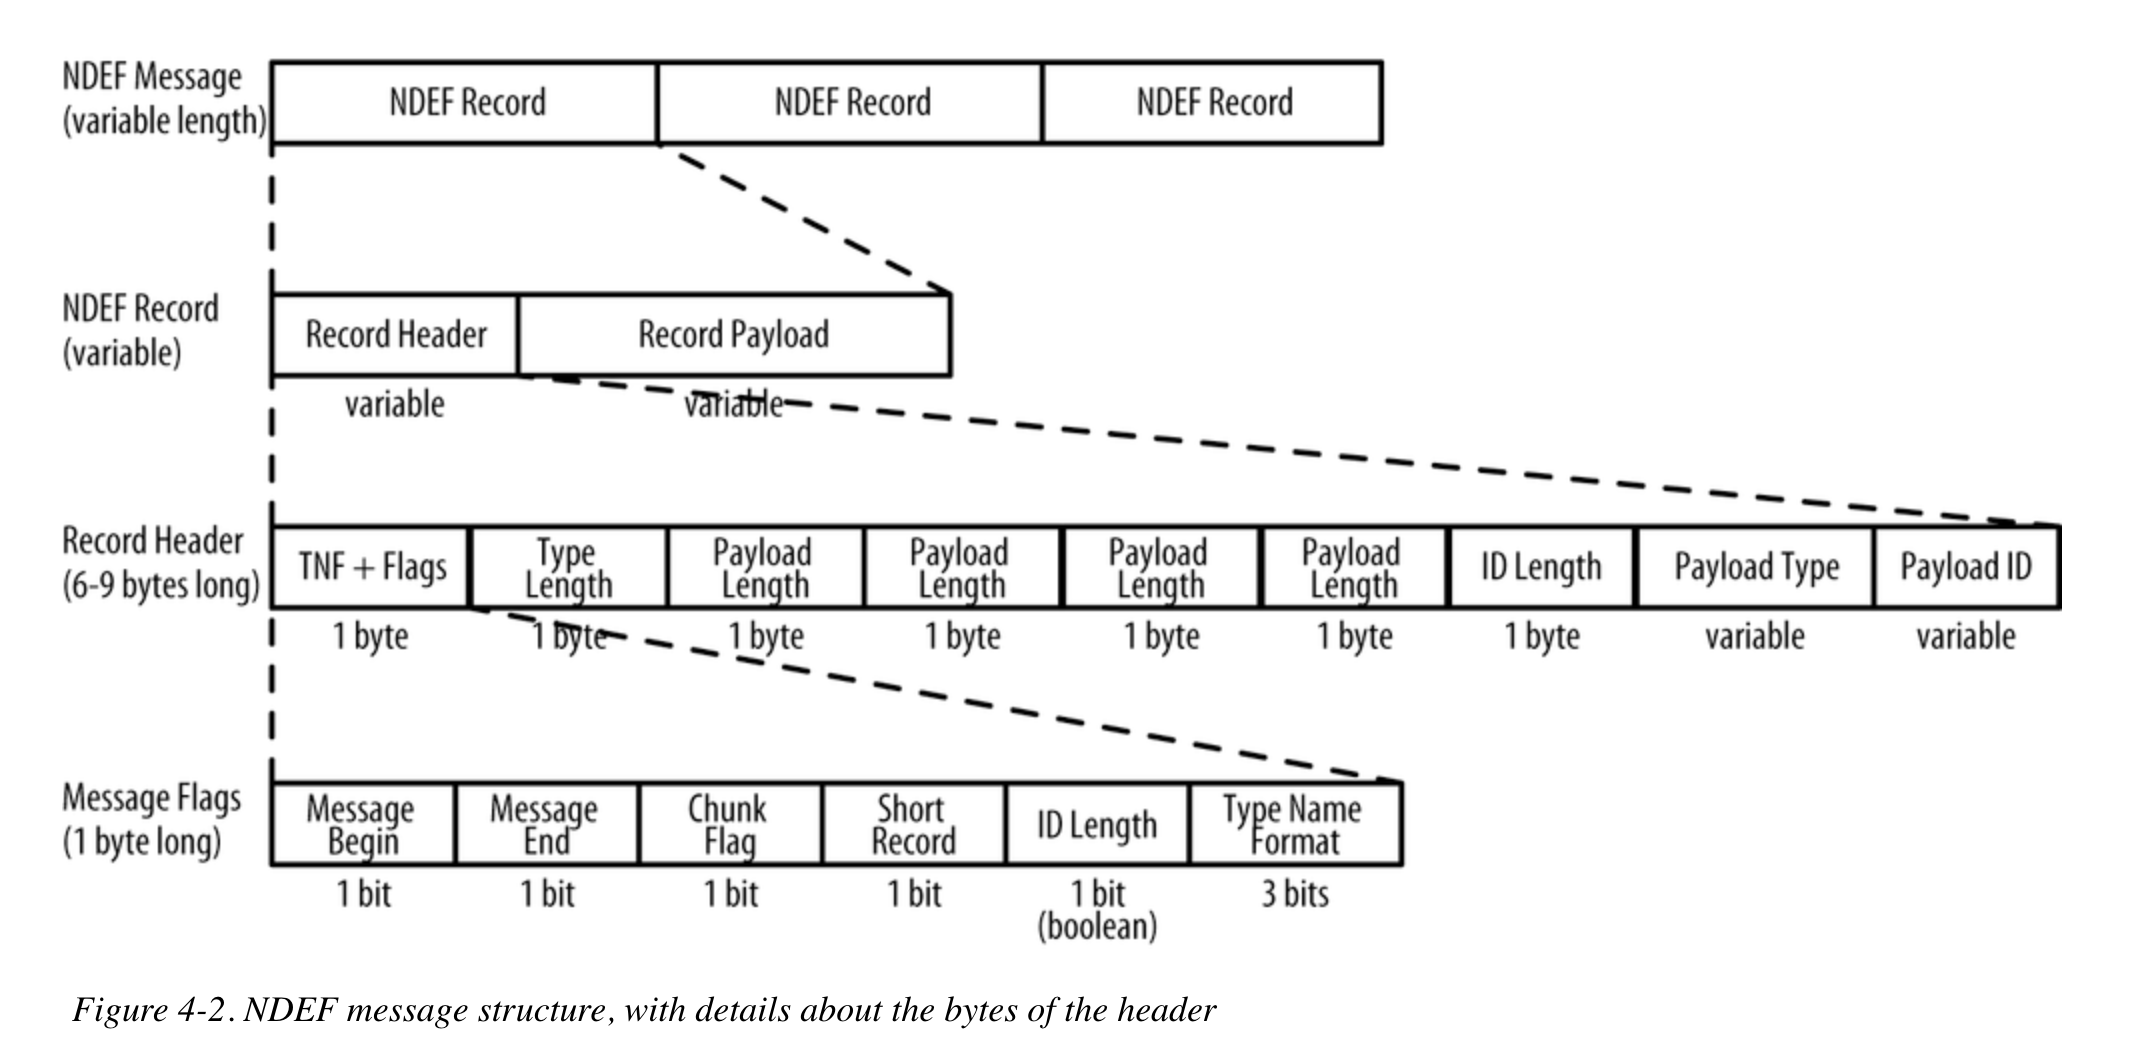 NDEF Message
(variable length)
NDEF Record NDEF Record NDEF Record
NDEF Record
(variable)
Record Header Record Payload
variable variable
Record Header
(6-9 bytes long)
TNF + Flags
Type
Length
Payload
Length
Payload
Length
Payload
Length
Payload
Length
ID Length
Payload Type
Payload ID
1 byte 1 byte 1 byte 1 byte 1 byte 1 byte 1 byte variable variable
Message Flags
(1 byte long)
Message
Begin
Message
End
Chunk
Flag
Short
Record
ID Length
Type Name
Format
1 bit 1 bit 1 bit 1 bit 1 bit
(boolean)
3 bits
Figure 4-2. NDEF message structure, with details about the bytes of the header